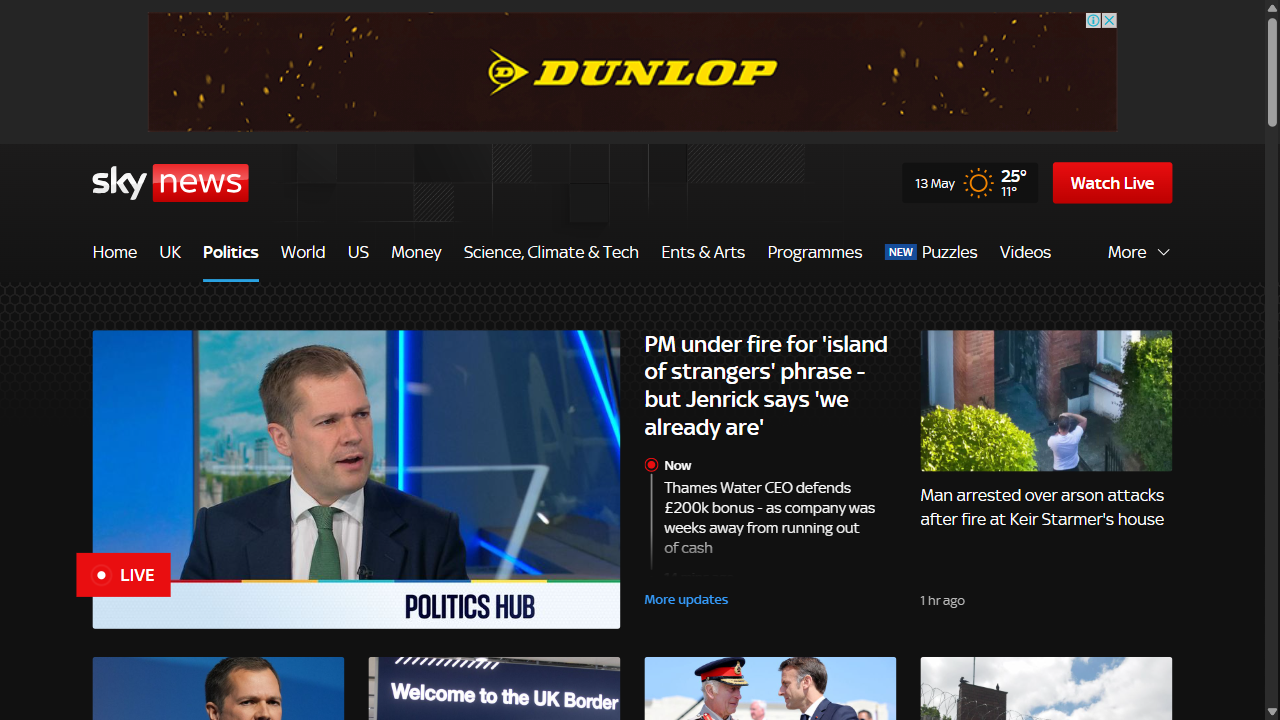 DUNLOP
sky news
13 May
25°
11°
Watch Live
Home
UK
Politics
World
US
Money
Science, Climate & Tech
Ents & Arts
Programmes
NEW Puzzles
Videos
More
PM under fire for 'island
of strangers' phrase -
but Jenrick says 'we
already are'
Now
Thames Water CEO defends
£200k bonus - as company was
weeks away from running out
of cash
More updates
LIVE
POLITICS HUB
Man arrested over arson attacks
after fire at Keir Starmer's house
1 hr ago
Welcome to the UK Border